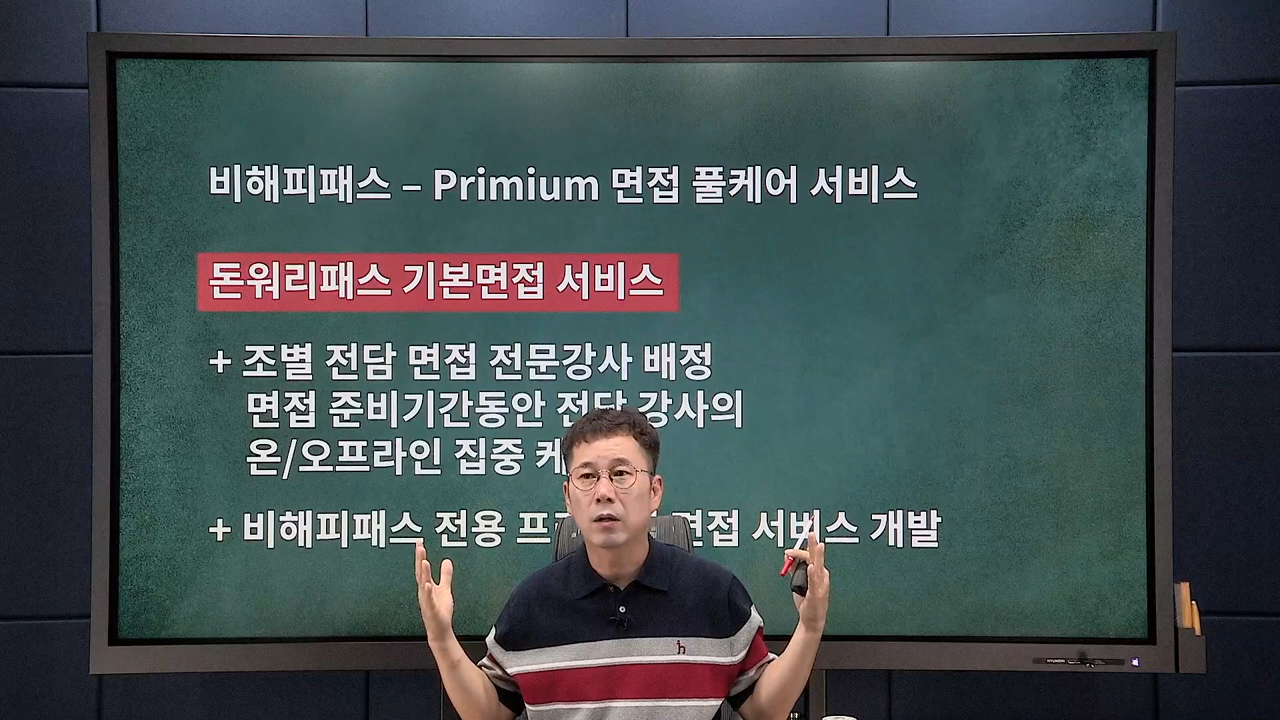 비해피패스 – Primium 면접 풀케어 서비스
돈워리패스 기본면접 서비스
+ 조별 전담 면접 전문강사 배정
면접 준비기간동안 전담 강사의
온/오프라인 집중
+ 비해피패스 전용 면접 서비스 개발
h
HYUNDAI